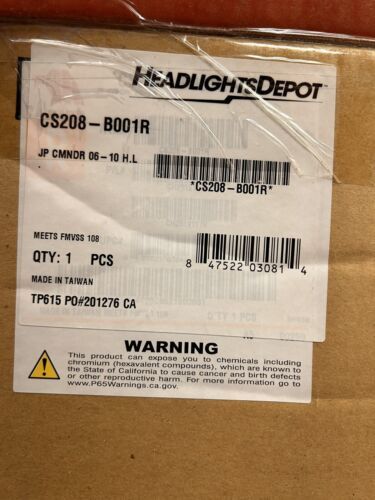 HEADLIGHTSDEPOT
CS208-B001R
JP CMNDR 06-10 H.L
*CS208-B001R*
MEETS FMVSS 108
QTY: 1 PCS
8 47522 03081 4
MADE IN TAIWAN
TP615 PO#201276 CA
WARNING
This product can expose you to chemicals including
chromium (hexavalent compounds), which are known to
the State of California to cause cancer and birth defects
or other reproductive harm. For more information go to
www.P65Warnings.ca.gov.